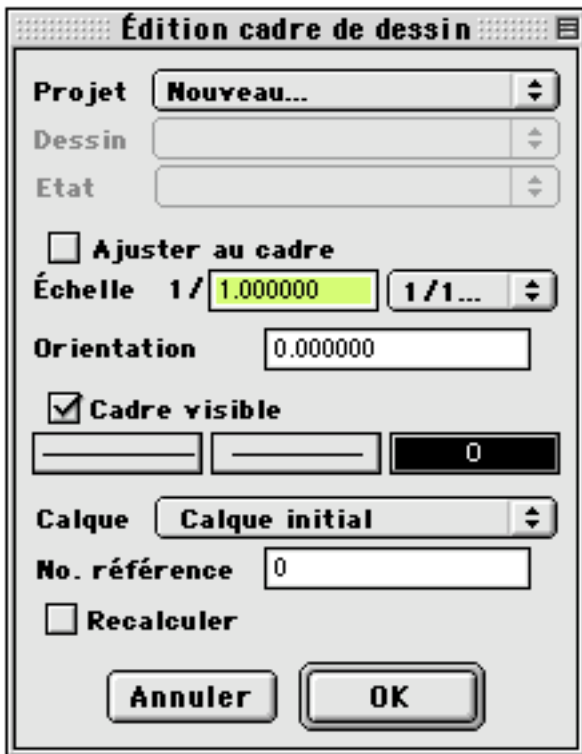 Édition cadre de dessin
Projet Nouveau...
Dessin
Etat
Ajuster au cadre
Échelle 1/ 1.000000 1/1...
Orientation 0.000000
Cadre visible
0
Calque Calque initial
No. référence 0
Recalculer
Annuler OK